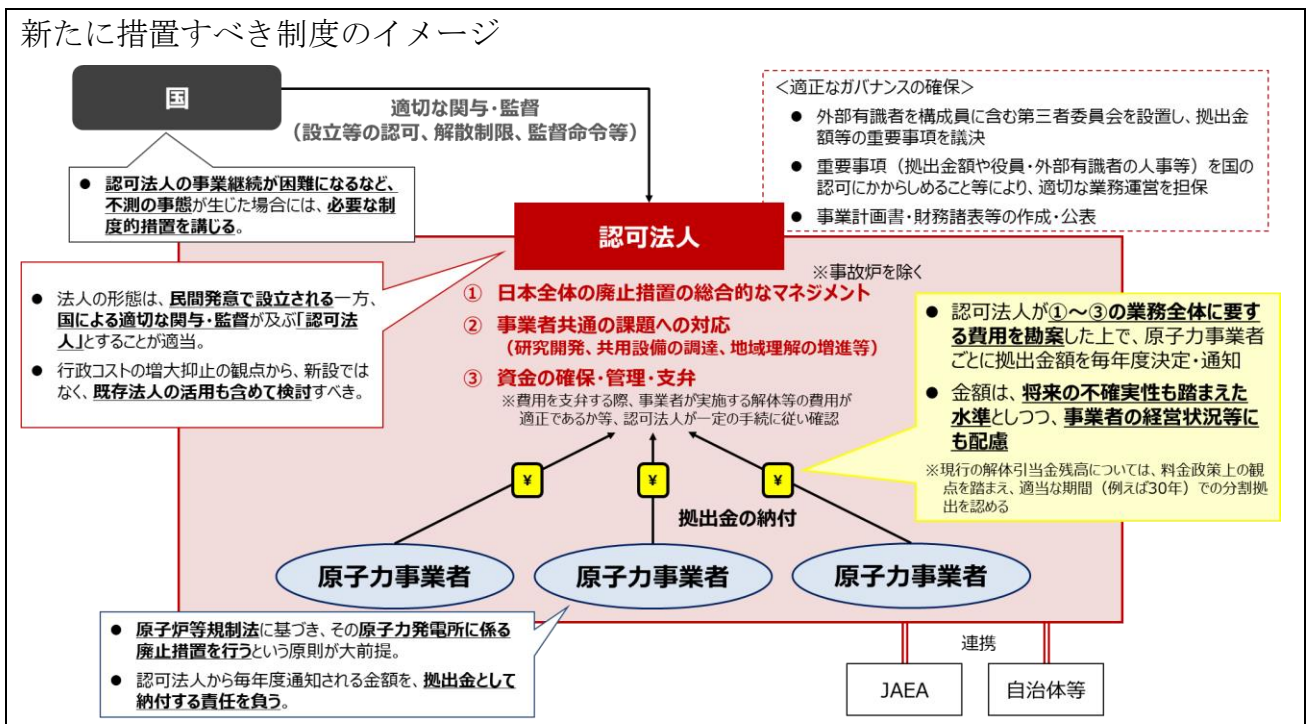 新たに措置すべき制度のイメージ
国
適切な関与・監督
（設立等の認可、解散制限、監督命令等）
＜適正なガバナンスの確保＞
● 外部有識者を構成員に含む第三者委員会を設置し、拠出金
額等の重要事項を議決
● 重要事項（拠出金額や役員・外部有識者の人事等）を国の
認可にかからしめること等により、適切な業務運営を担保
● 事業計画書・財務諸表等の作成・公表
● 認可法人の事業継続が困難になるなど、
不測の事態が生じた場合には、必要な制
度的措置を講じる。
認可法人
※事故炉を除く
● 法人の形態は、民間発意で設立される一方、
国による適切な関与・監督が及ぶ「認可法
人」とすることが適当。
● 行政コストの増大抑止の観点から、新設では
なく、既存法人の活用も含めて検討すべき。
① 日本全体の廃止措置の総合的なマネジメント
② 事業者共通の課題への対応
（研究開発、共用設備の調達、地域理解の増進等）
③ 資金の確保・管理・支弁
※費用を支弁する際、事業者が実施する解体等の費用が
適正であるか等、認可法人が一定の手続に従い確認
● 認可法人が①～③の業務全体に要す
る費用を勘案した上で、原子力事業者
ごとに拠出金額を毎年度決定・通知
● 金額は、将来の不確実性も踏まえた
水準としつつ、事業者の経営状況等に
も配慮
※現行の解体引当金残高については、料金政策上の観
点を踏まえ、適当な期間（例えば30年）での分割拠
出を認める
¥
¥
¥
拠出金の納付
原子力事業者
原子力事業者
原子力事業者
● 原子炉等規制法に基づき、その原子力発電所に係る
廃止措置を行うという原則が大前提。
● 認可法人から毎年度通知される金額を、拠出金として
納付する責任を負う。
連携
JAEA
自治体等